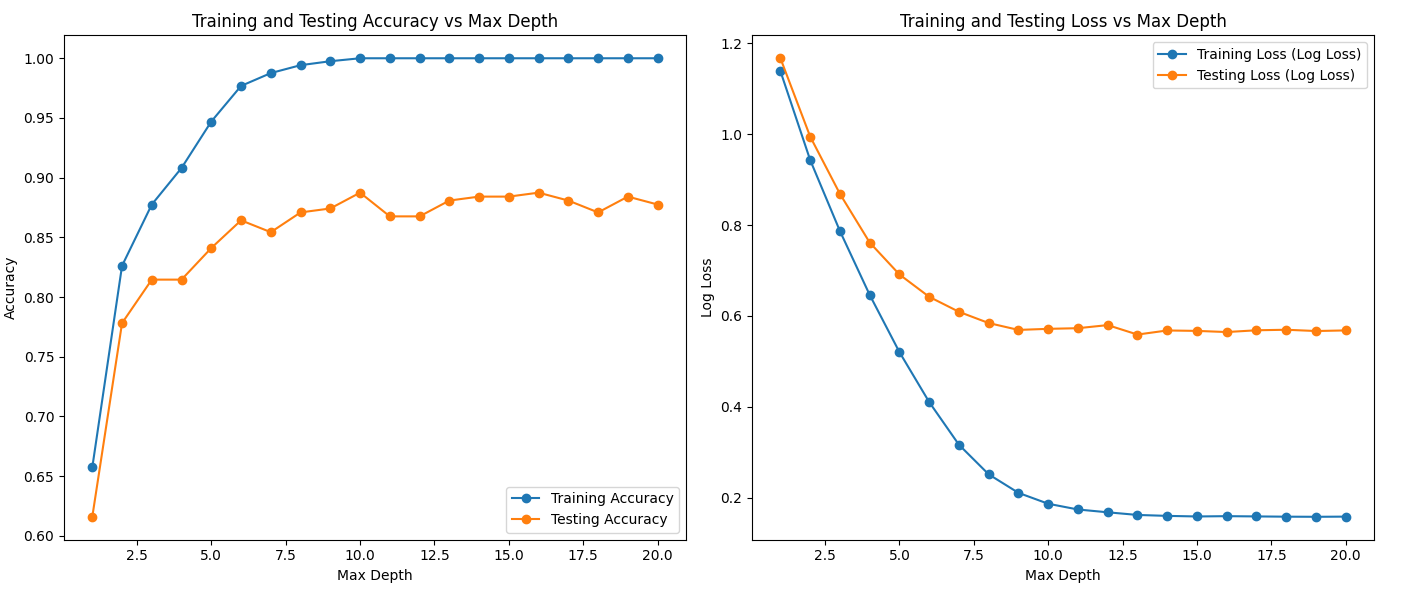 Training and Testing Accuracy vs Max Depth
Accuracy
1.00
0.95
0.90
0.85
0.80
0.75
0.70
0.65
0.60
Training Accuracy
Testing Accuracy
2.5 5.0 7.5 10.0 12.5 15.0 17.5 20.0
Max Depth
Training and Testing Loss vs Max Depth
Log Loss
1.2
1.0
0.8
0.6
0.4
0.2
Training Loss (Log Loss)
Testing Loss (Log Loss)
2.5 5.0 7.5 10.0 12.5 15.0 17.5 20.0
Max Depth